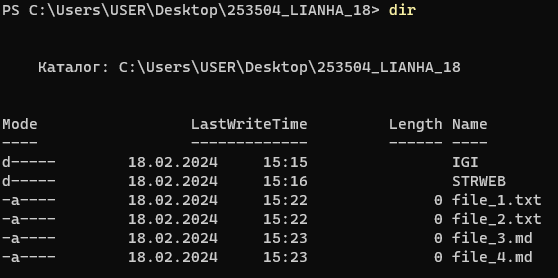 PS C:\Users\USER\Desktop\253504_LIANHA_18> dir
Каталог: C:\Users\USER\Desktop\253504_LIANHA_18
Mode                 LastWriteTime         Length Name
----                 -------------         ------ ----
d-----        18.02.2024     15:15                IGI
d-----        18.02.2024     15:16                STRWEB
-a----        18.02.2024     15:22              0 file_1.txt
-a----        18.02.2024     15:22              0 file_2.txt
-a----        18.02.2024     15:23              0 file_3.md
-a----        18.02.2024     15:23              0 file_4.md